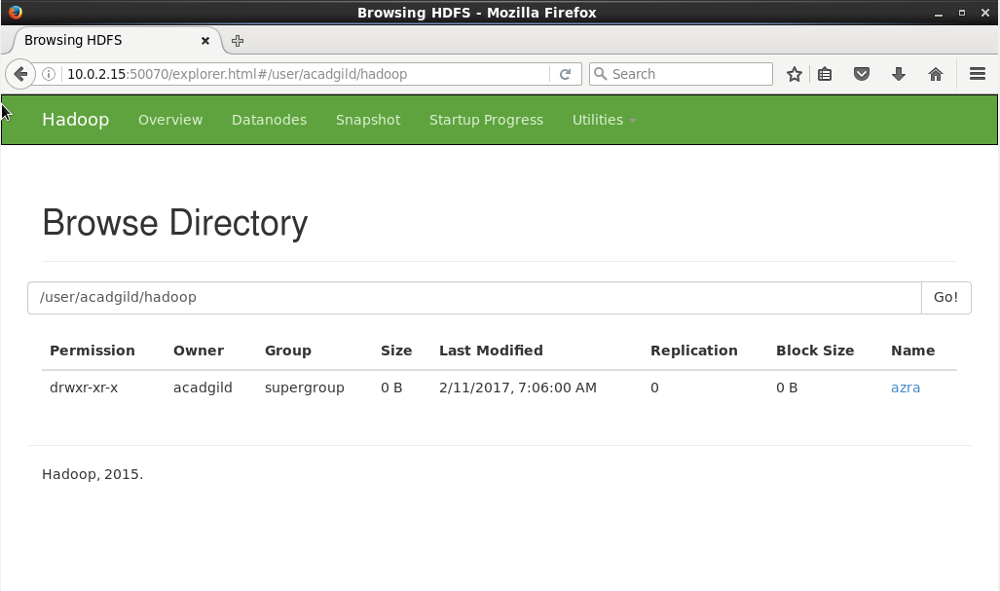 Browsing HDFS - Mozilla Firefox
Browsing HDFS
10.0.2.15:50070/explorer.html#/user/acadgild/hadoop
Search
Hadoop Overview Datanodes Snapshot Startup Progress Utilities
Browse Directory
/user/acadgild/hadoop Go!
Permission Owner Group Size Last Modified Replication Block Size Name
drwxr-xr-x acadgild supergroup 0 B 2/11/2017, 7:06:00 AM 0 0 B azra
Hadoop, 2015.